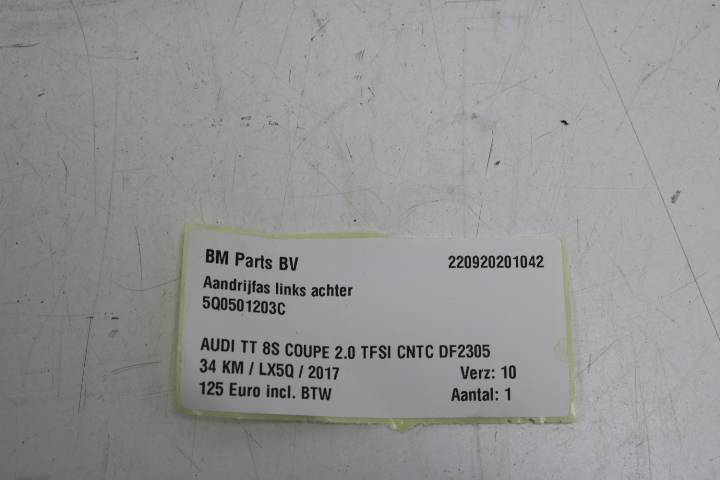 BM Parts BV 220920201042
Aandrijfas links achter
5Q0501203C
AUDI TT 8S COUPE 2.0 TFSI CNTC DF2305
34 KM / LX5Q / 2017 Verz: 10
125 Euro incl. BTW Aantal: 1